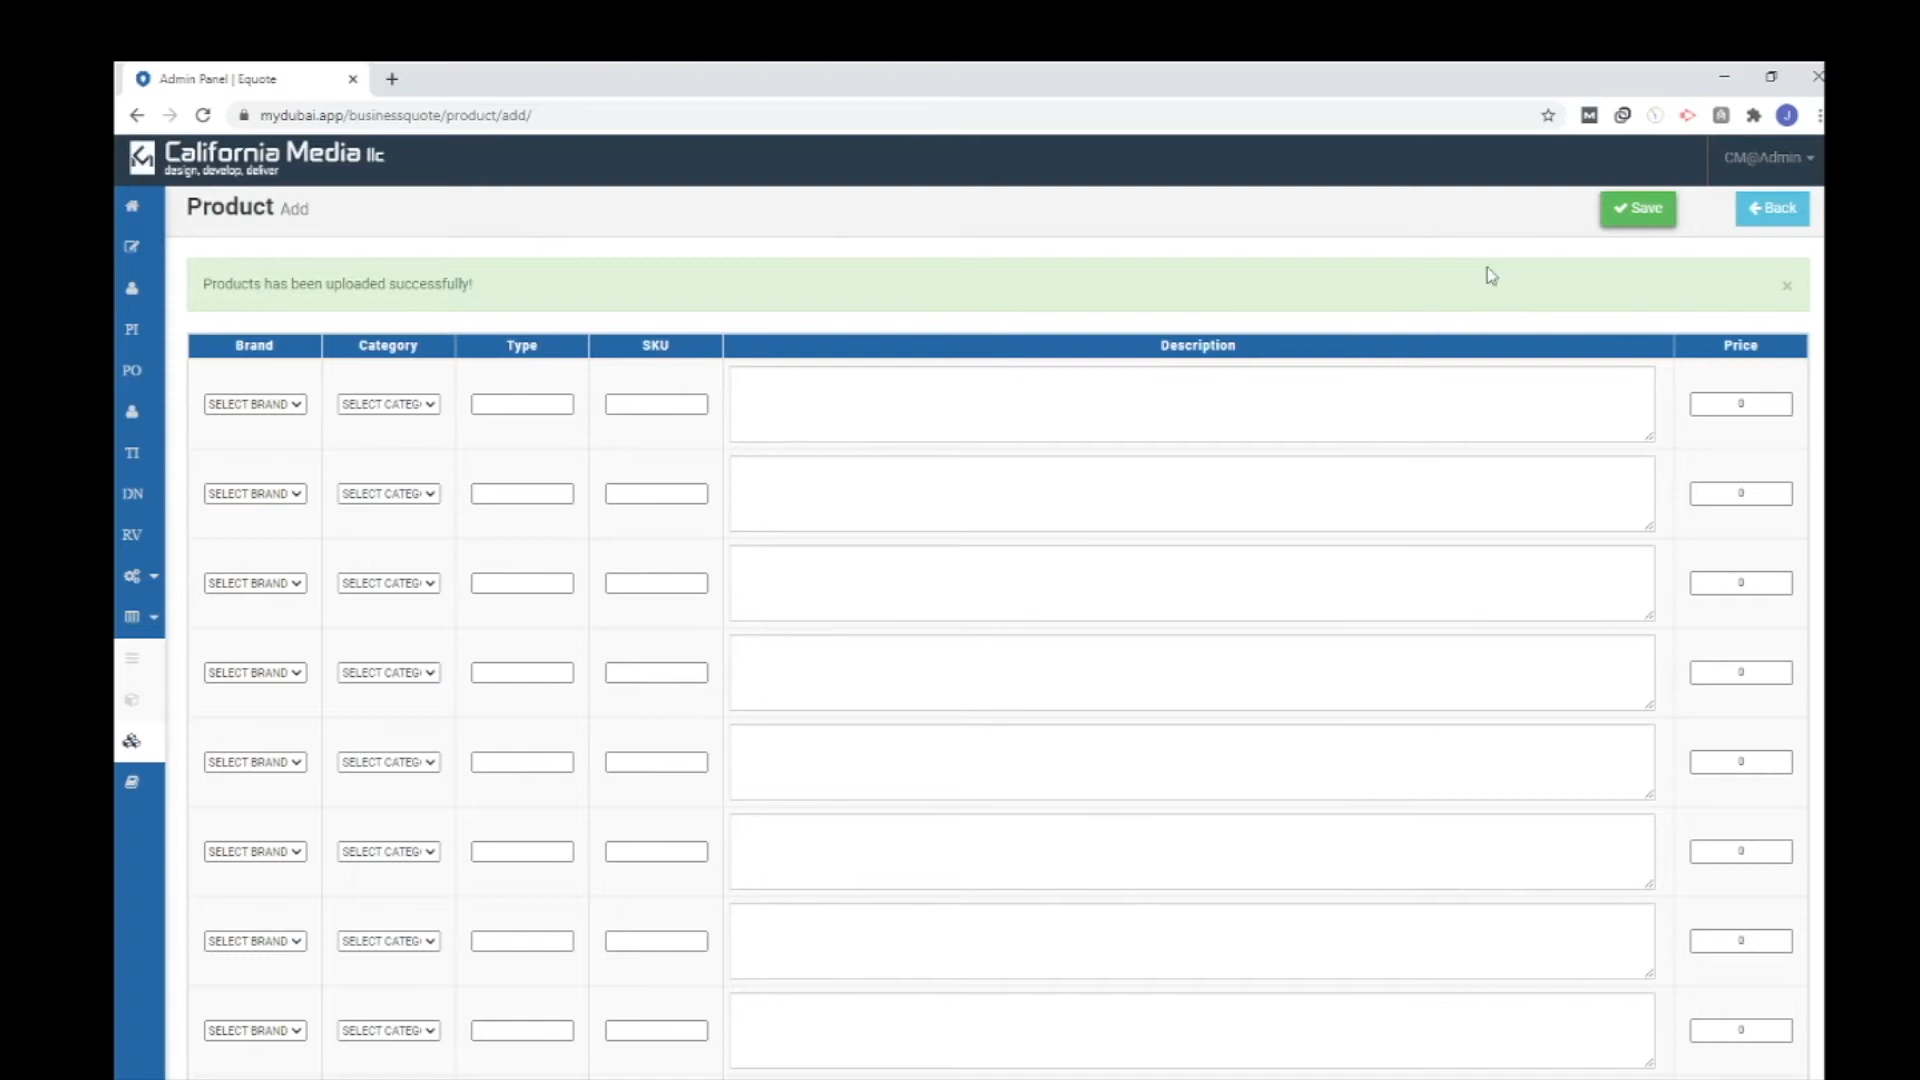 Admin Panel | Equote
mydubai.app/businessquote/product/add/
California Media llc
design, develop, deliver
CM@Admin
Product Add
Save
Back
Products has been uploaded successfully!
Brand Category Type SKU Description Price
SELECT BRAND SELECT CATEG 0
PI
SELECT BRAND SELECT CATEG 0
PO
SELECT BRAND SELECT CATEG 0
TI
SELECT BRAND SELECT CATEG 0
DN
SELECT BRAND SELECT CATEG 0
RV
SELECT BRAND SELECT CATEG 0
SELECT BRAND SELECT CATEG 0
SELECT BRAND SELECT CATEG 0